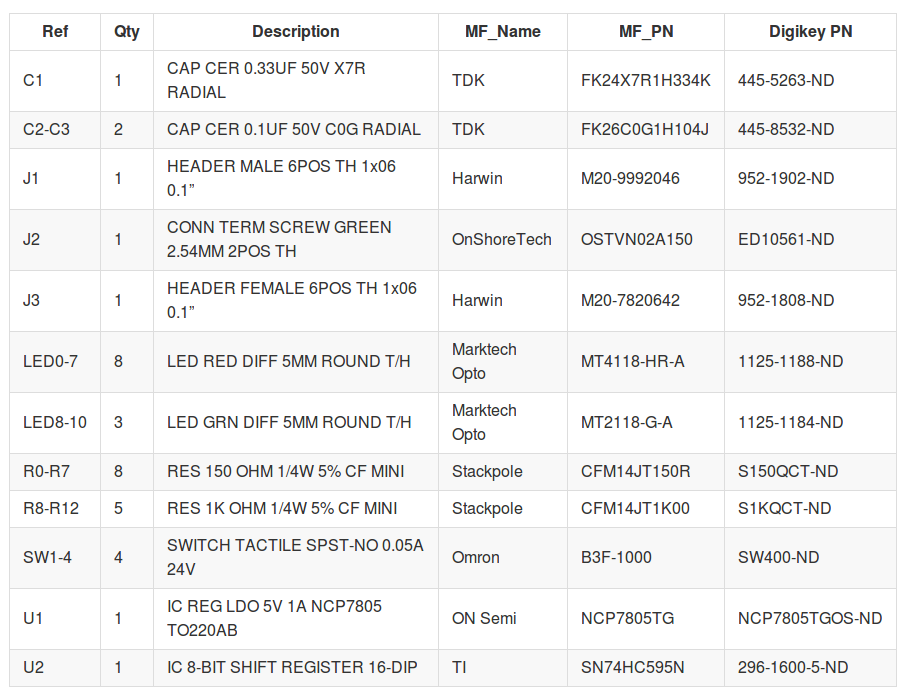 Ref Qty Description MF_Name MF_PN Digikey PN
C1 1 CAP CER 0.33UF 50V X7R RADIAL TDK FK24X7R1H334K 445-5263-ND
C2-C3 2 CAP CER 0.1UF 50V C0G RADIAL TDK FK26C0G1H104J 445-8532-ND
J1 1 HEADER MALE 6POS TH 1x06 0.1” Harwin M20-9992046 952-1902-ND
J2 1 CONN TERM SCREW GREEN 2.54MM 2POS TH OnShoreTech OSTVN02A150 ED10561-ND
J3 1 HEADER FEMALE 6POS TH 1x06 0.1” Harwin M20-7820642 952-1808-ND
LED0-7 8 LED RED DIFF 5MM ROUND T/H Marktech Opto MT4118-HR-A 1125-1188-ND
LED8-10 3 LED GRN DIFF 5MM ROUND T/H Marktech Opto MT2118-G-A 1125-1184-ND
R0-R7 8 RES 150 OHM 1/4W 5% CF MINI Stackpole CFM14JT150R S150QCT-ND
R8-R12 5 RES 1K OHM 1/4W 5% CF MINI Stackpole CFM14JT1K00 S1KQCT-ND
SW1-4 4 SWITCH TACTILE SPST-NO 0.05A 24V Omron B3F-1000 SW400-ND
U1 1 IC REG LDO 5V 1A NCP7805 TO220AB ON Semi NCP7805TG NCP7805TGOS-ND
U2 1 IC 8-BIT SHIFT REGISTER 16-DIP TI SN74HC595N 296-1600-5-ND